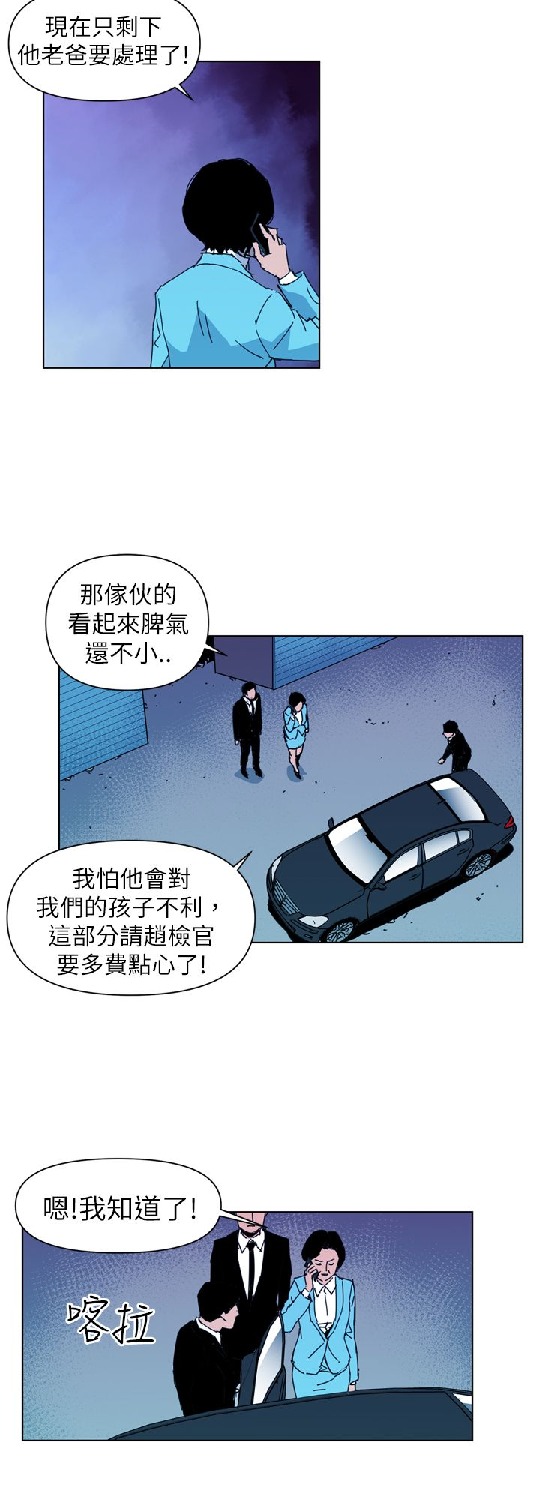 現在只剩下
他老爸要處理了!
那傢伙的
看起來脾氣
還不小..
我怕他會對
我們的孩子不利，
這部分請趙檢官
要多費點心了!
嗯!我知道了!
喀拉